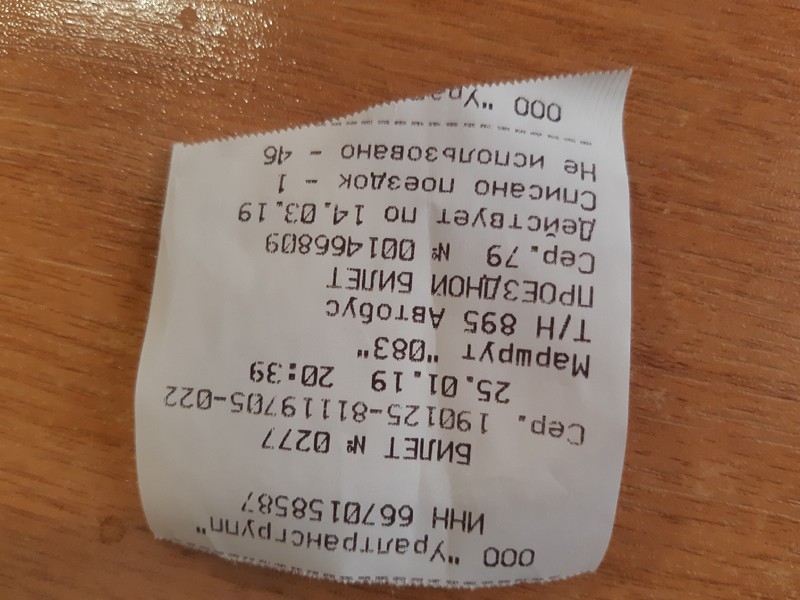 ООО "Уралтрансгрупп"
ИНН 6670158587
БИЛЕТ № 0277
Сер. 190125-81119705-022
25.01.19 20:39
Маршрут "083"
Т/Н 895 Автобус
ПРОЕЗДНОЙ БИЛЕТ
Сер. 79 № 001466809
Действует по 14.03.19
Списано поездок - 1
Не использовано - 46
ООО